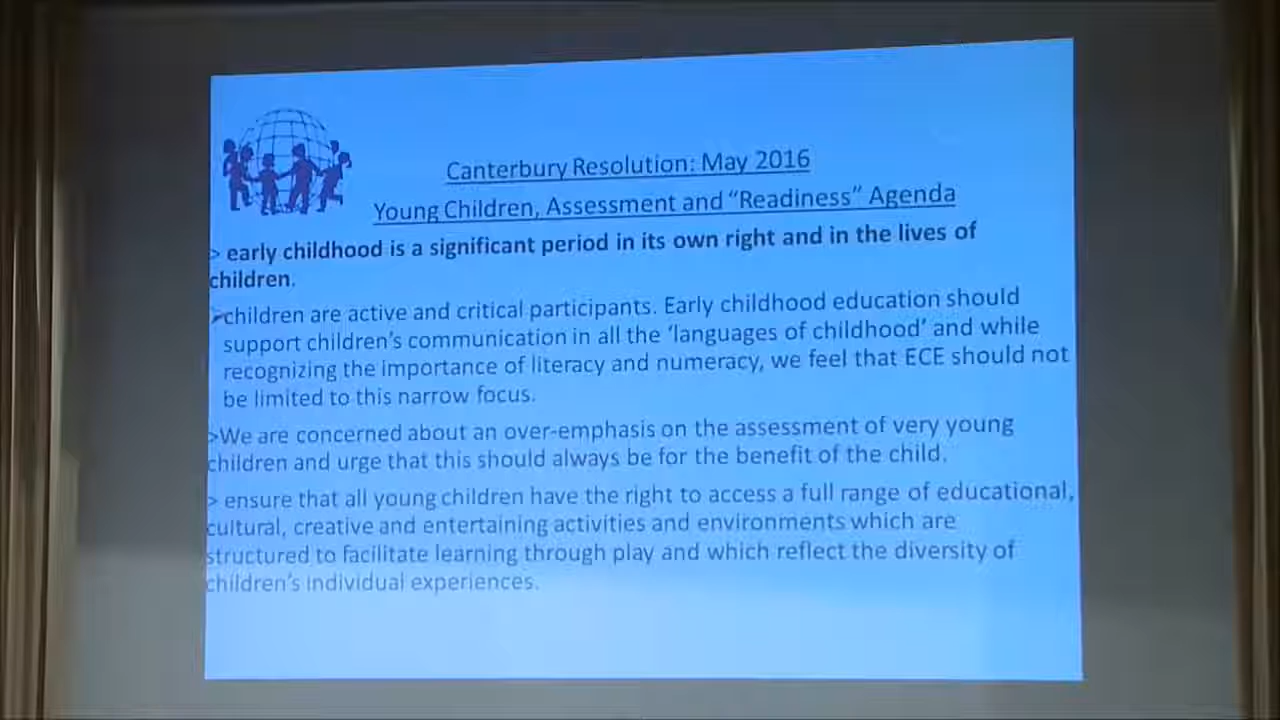 Canterbury Resolution: May 2016
Young Children, Assessment and “Readiness” Agenda
> early childhood is a significant period in its own right and in the lives of
children.
➢children are active and critical participants. Early childhood education should
support children’s communication in all the ‘languages of childhood’ and while
recognizing the importance of literacy and numeracy, we feel that ECE should not
be limited to this narrow focus.
>We are concerned about an over-emphasis on the assessment of very young
children and urge that this should always be for the benefit of the child.
> ensure that all young children have the right to access a full range of educational,
cultural, creative and entertaining activities and environments which are
structured to facilitate learning through play and which reflect the diversity of
children’s individual experiences.